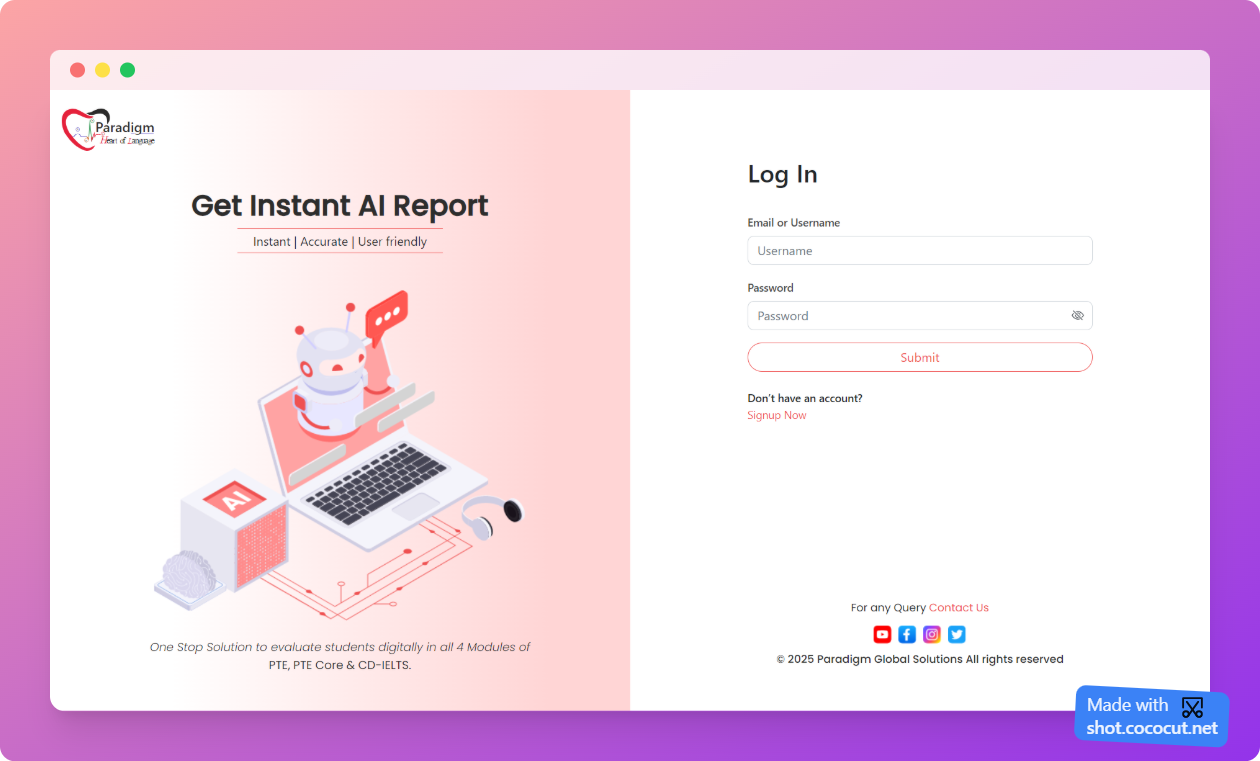 Paradigm
Heart of Language
Get Instant AI Report
Instant | Accurate | User friendly
AI
One Stop Solution to evaluate students digitally in all 4 Modules of
PTE, PTE Core & CD-IELTS.
Log In
Email or Username
Username
Password
Password
Submit
Don't have an account?
Signup Now
For any Query Contact Us
© 2025 Paradigm Global Solutions All rights reserved
Made with
shot.cococut.net